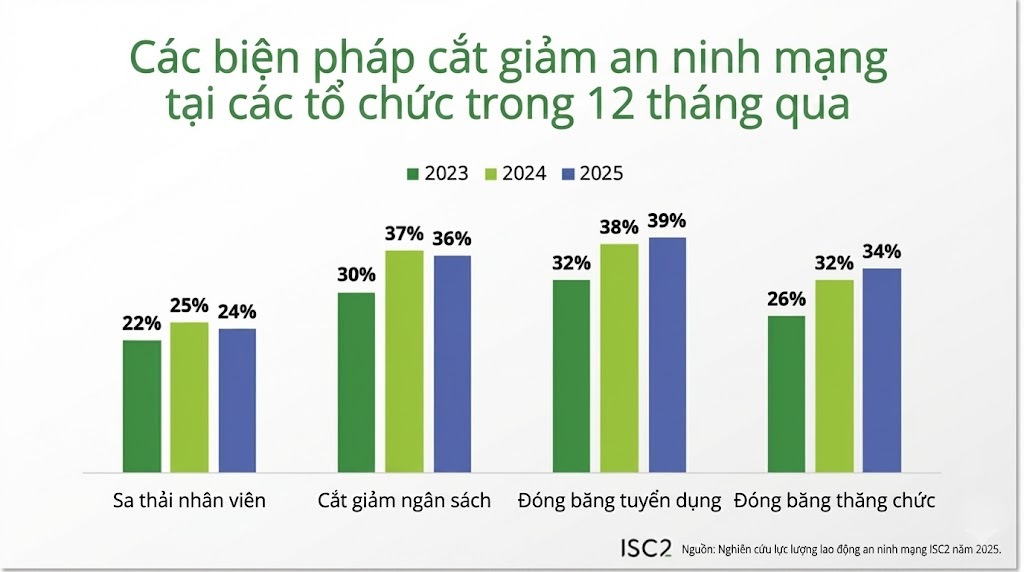 Các biện pháp cắt giảm an ninh mạng
tại các tổ chức trong 12 tháng qua
2023 2024 2025
22% 25% 24%
30% 37% 36%
32% 38% 39%
26% 32% 34%
Sa thải nhân viên
Cắt giảm ngân sách
Đóng băng tuyển dụng
Đóng băng thăng chức
ISC2 Nguồn: Nghiên cứu lực lượng lao động an ninh mạng ISC2 năm 2025.